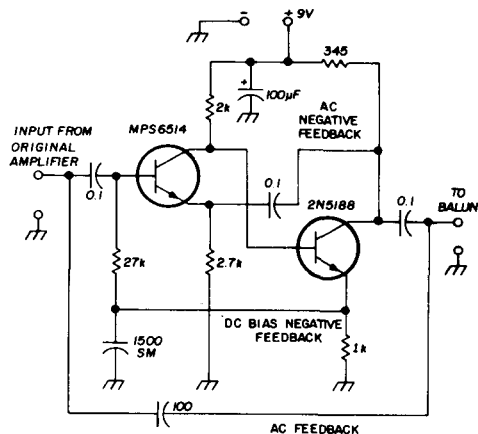 -
+ 9V
345
2k
+
100µF
AC
NEGATIVE
FEEDBACK
INPUT FROM
ORIGINAL
AMPLIFIER
MPS6514
0.1
0.1
2N5188
0.1
TO
BALUN
27k
2.7k
DC BIAS NEGATIVE
FEEDBACK
1500
SM
1k
100
AC FEEDBACK